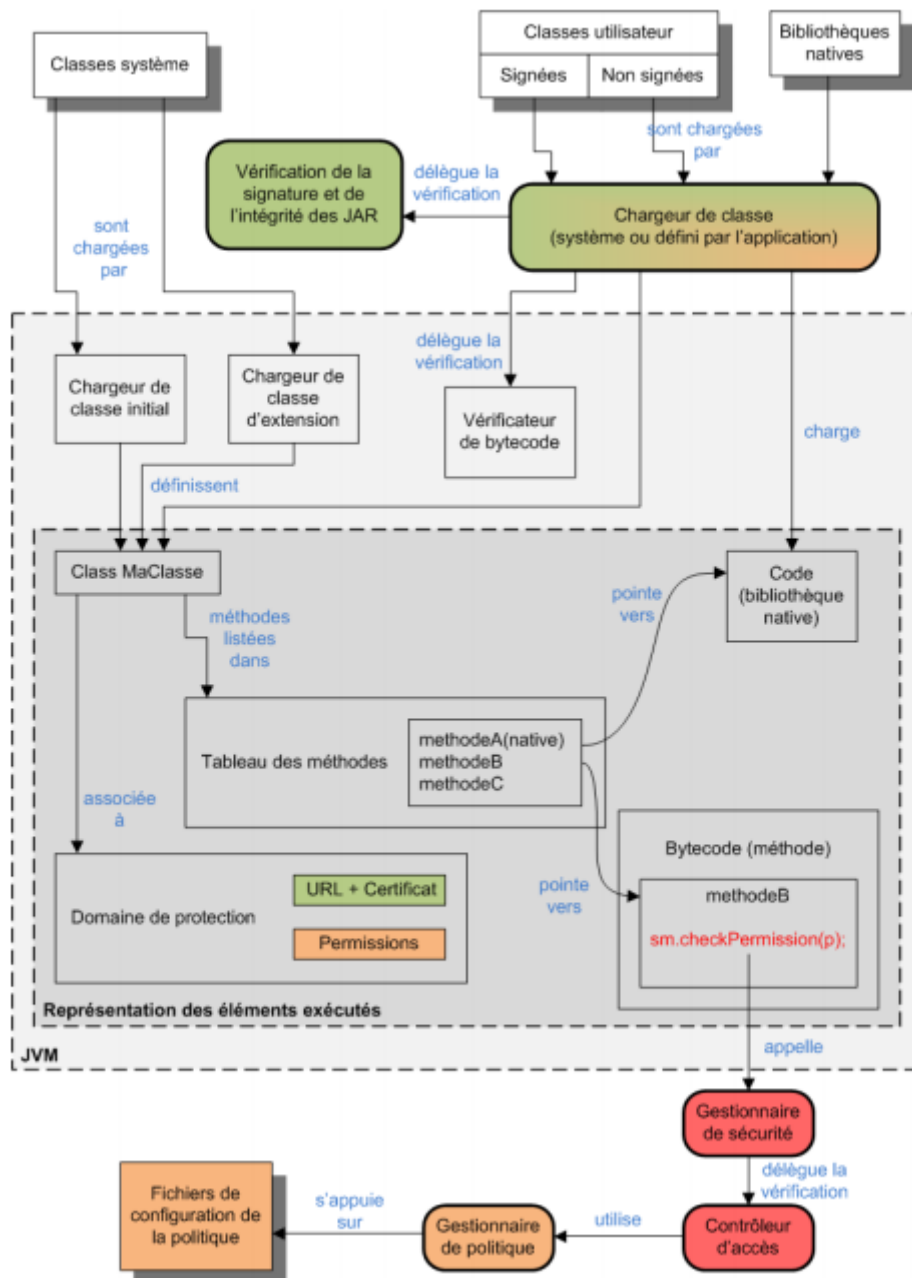 Classes système
Classes utilisateur
Signées
Non signées
Bibliothèques
natives
sont chargées
par
Vérification de la
signature et de
l'intégrité des JAR
délègue la
vérification
Chargeur de classe
(système ou défini par l'application)
sont
chargées
par
délègue la
vérification
Chargeur de
classe initial
Chargeur de
classe
d'extension
Vérificateur
de bytecode
charge
définissent
Class MaClasse
Code
(bibliothèque
native)
pointe
vers
méthodes
listées
dans
Tableau des méthodes
methodeA(native)
methodeB
methodeC
associée
à
Bytecode (méthode)
Domaine de protection
URL + Certificat
Permissions
pointe
vers
methodeB
sm.checkPermission(p);
Représentation des éléments exécutés
JVM
appelle
Gestionnaire
de sécurité
délègue la
vérification
Fichiers de
configuration de
la politique
s'appuie
sur
Gestionnaire
de politique
utilise
Contrôleur
d'accès